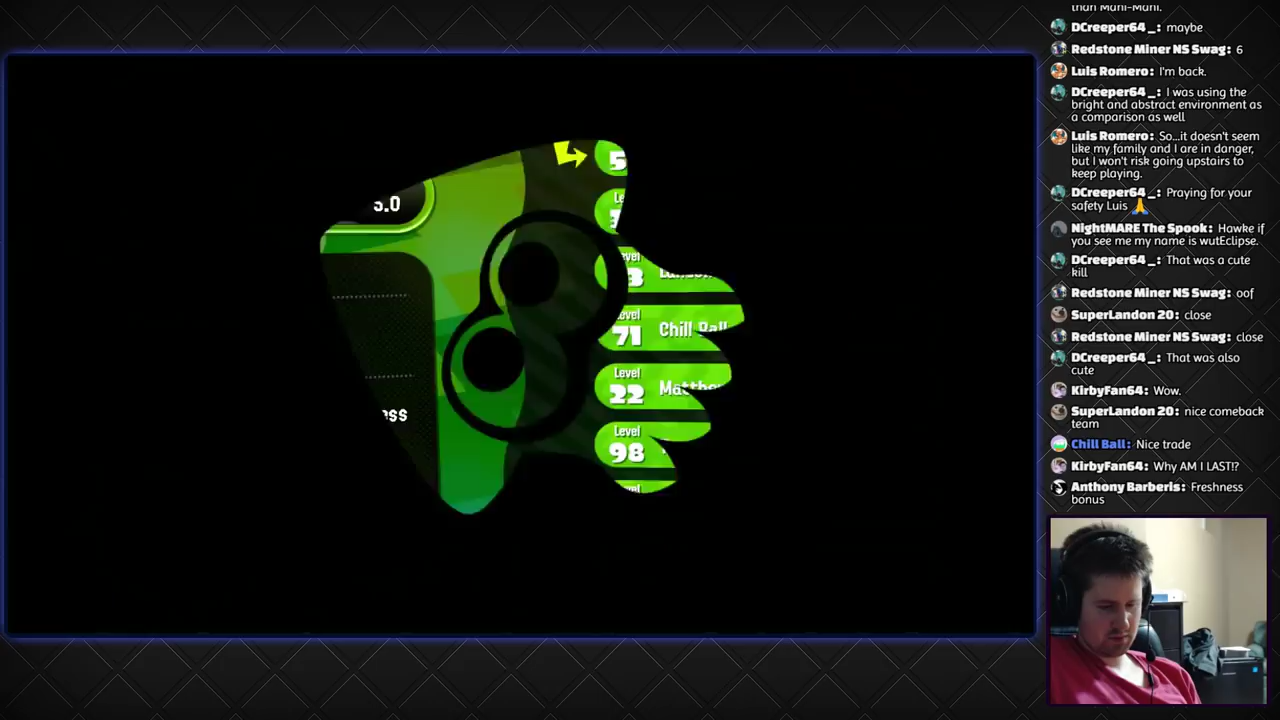 than Mani-Mani.
DCreeper64_: maybe
Redstone Miner NS Swag: 6
Luis Romero: I'm back.
DCreeper64_: I was using the
bright and abstract environment as
a comparison as well
Luis Romero: So...it doesn't seem
like my family and I are in danger,
but I won't risk going upstairs to
keep playing.
DCreeper64_: Praying for your
safety Luis 🙏
NightMARE The Spook: Hawke if
you see me my name is wutEclipse.
DCreeper64_: That was a cute
kill
Redstone Miner NS Swag: oof
SuperLandon 20: close
Redstone Miner NS Swag: close
DCreeper64_: That was also
cute
KirbyFan64: Wow.
SuperLandon 20: nice comeback
team
Chill Ball: Nice trade
KirbyFan64: Why AM I LAST!?
Anthony Barberis: Freshness
bonus
5.0
5
3
Level
71 Chill Ball
Level
22
Level
98